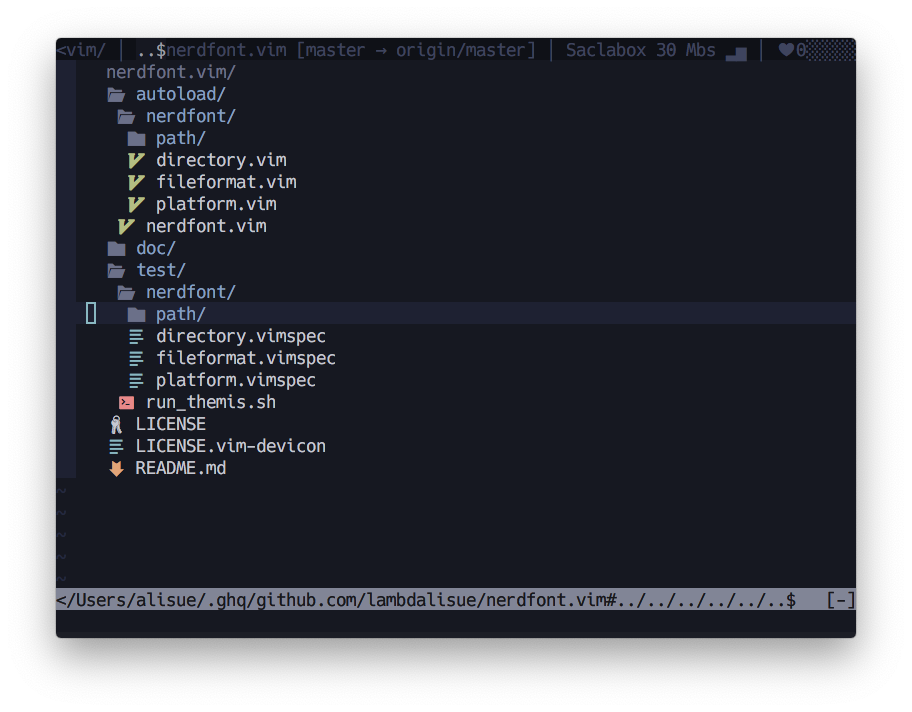 <vim/ | ..$nerdfont.vim [master → origin/master] | Saclabox 30 Mbs | ♥0
nerdfont.vim/
autoload/
nerdfont/
path/
directory.vim
fileformat.vim
platform.vim
nerdfont.vim
doc/
test/
nerdfont/
path/
directory.vimspec
fileformat.vimspec
platform.vimspec
run_themis.sh
LICENSE
LICENSE.vim-devicon
README.md
~
~
~
~
~
</Users/alisue/.ghq/github.com/lambdalisue/nerdfont.vim#../../../../../..$ [-]